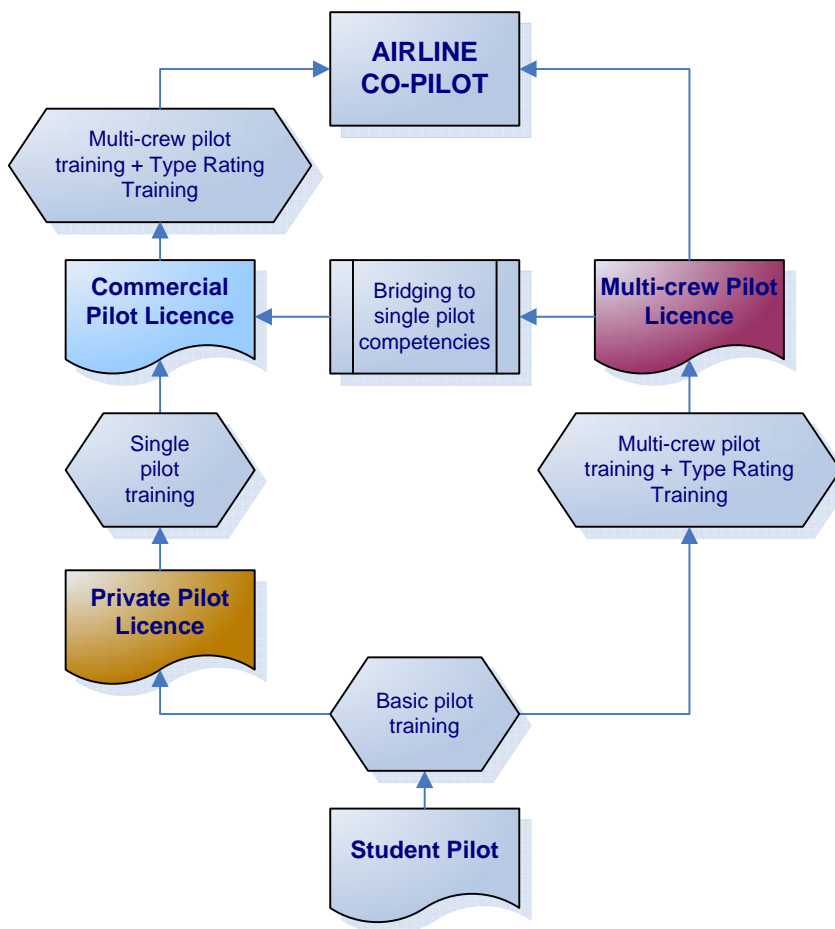 AIRLINE
CO-PILOT
Multi-crew pilot
training + Type Rating
Training
Commercial
Pilot Licence
Bridging to
single pilot
competencies
Multi-crew Pilot
Licence
Single
pilot
training
Multi-crew pilot
training + Type Rating
Training
Private Pilot
Licence
Basic pilot
training
Student Pilot